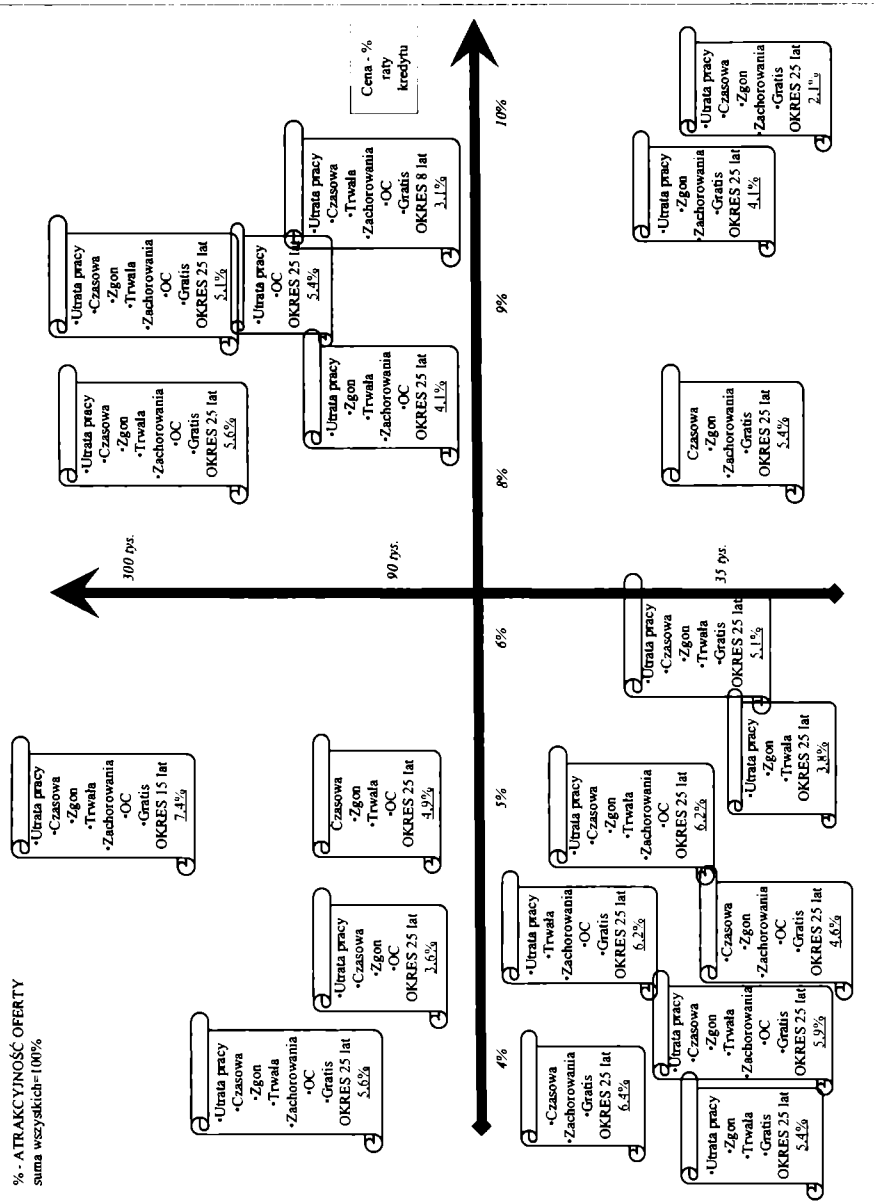 % - ATRAKCYJNOŚĆ OFERTY
suma wszystkich=100%
•Utrata pracy
•Czasowa
•Zgon
•Trwała
•Zachorowania
•OC
•Gratis
OKRES 15 lat
7.4%
300 tys.
•Utrata pracy
•Czasowa
•Zgon
•Trwała
•Zachorowania
•OC
•Gratis
OKRES 25 lat
5.6%
•Utrata pracy
•Czasowa
•Zgon
•Trwała
•Zachorowania
•OC
•Gratis
OKRES 25 lat
5.1%
•Utrata pracy
•Czasowa
•Zgon
•Trwała
•Zachorowania
•OC
•Gratis
OKRES 25 lat
5.6%
•Utrata pracy
•Czasowa
•Zgon
•OC
OKRES 25 lat
3.6%
Czasowa
•Zgon
•Trwała
•OC
OKRES 25 lat
4.9%
90 tys.
•Utrata pracy
•Zgon
•Trwała
•Zachorowania
•OC
OKRES 25 lat
4.1%
•Utrata pracy
•OC
OKRES 25 lat
5.4%
•Utrata pracy
•Czasowa
•Trwała
•Zachorowania
•OC
•Gratis
OKRES 8 lat
3.1%
Cena - %
raty
kredytu
4%
5%
6%
8%
9%
10%
•Czasowa
•Zachorowania
•Gratis
OKRES 25 lat
6.4%
•Utrata pracy
•Trwała
•Zachorowania
•OC
•Gratis
OKRES 25 lat
6.2%
•Utrata pracy
•Czasowa
•Zgon
•Trwała
•Zachorowania
•OC
OKRES 25 lat
6.2%
•Utrata pracy
•Czasowa
•Zgon
•Trwała
•Gratis
OKRES 25 lat
5.1%
35 tys.
Czasowa
•Zgon
•Zachorowania
•Gratis
OKRES 25 lat
5.4%
•Utrata pracy
•Zgon
•Zachorowania
•Gratis
OKRES 25 lat
4.1%
•Utrata pracy
•Czasowa
•Zgon
Zachorowania
•Gratis
OKRES 25 lat
2.1%
•Utrata pracy
•Zgon
•Trwała
•Gratis
OKRES 25 lat
5.4%
•Utrata pracy
•Czasowa
•Zgon
•Trwała
•Zachorowania
•OC
•Gratis
OKRES 25 lat
5.9%
•Czasowa
•Zgon
•Zachorowania
•OC
•Gratis
OKRES 25 lat
4.6%
•Utrata pracy
•Zgon
•Trwała
OKRES 25 lat
3.8%